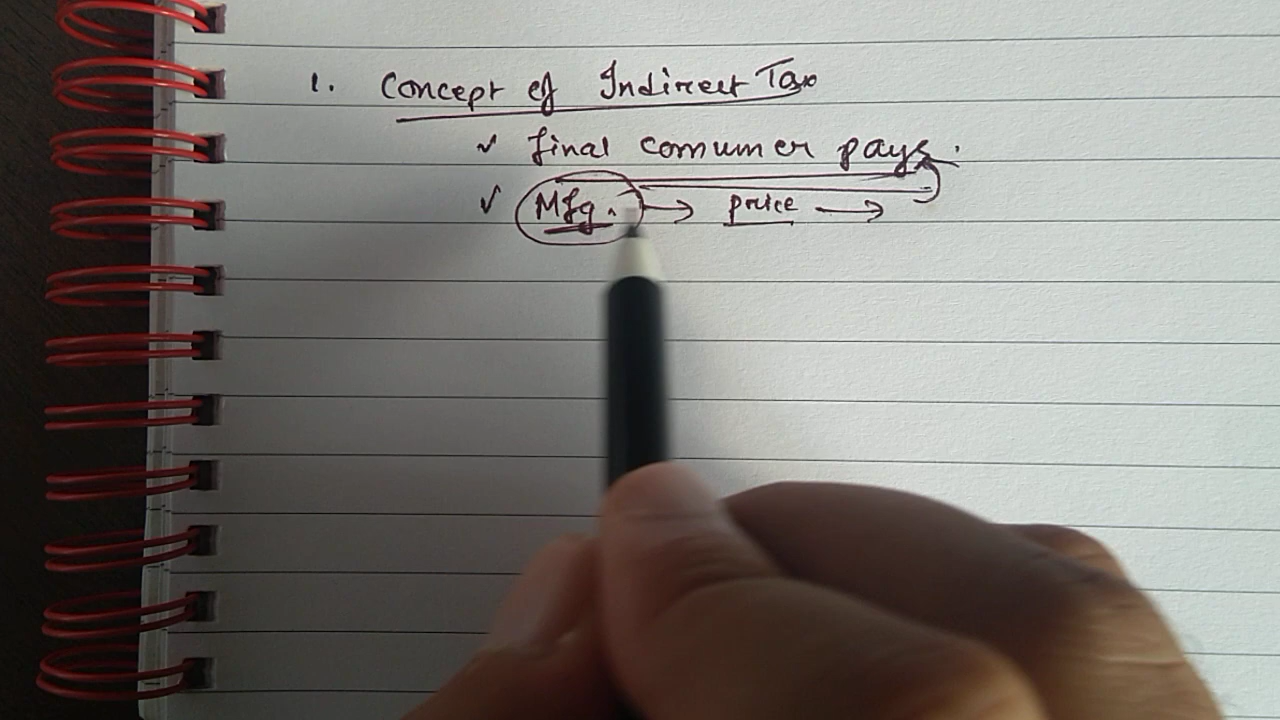 1. Concept of Indirect Tax
✓ final consumer pays.
✓ Mfg. → price →